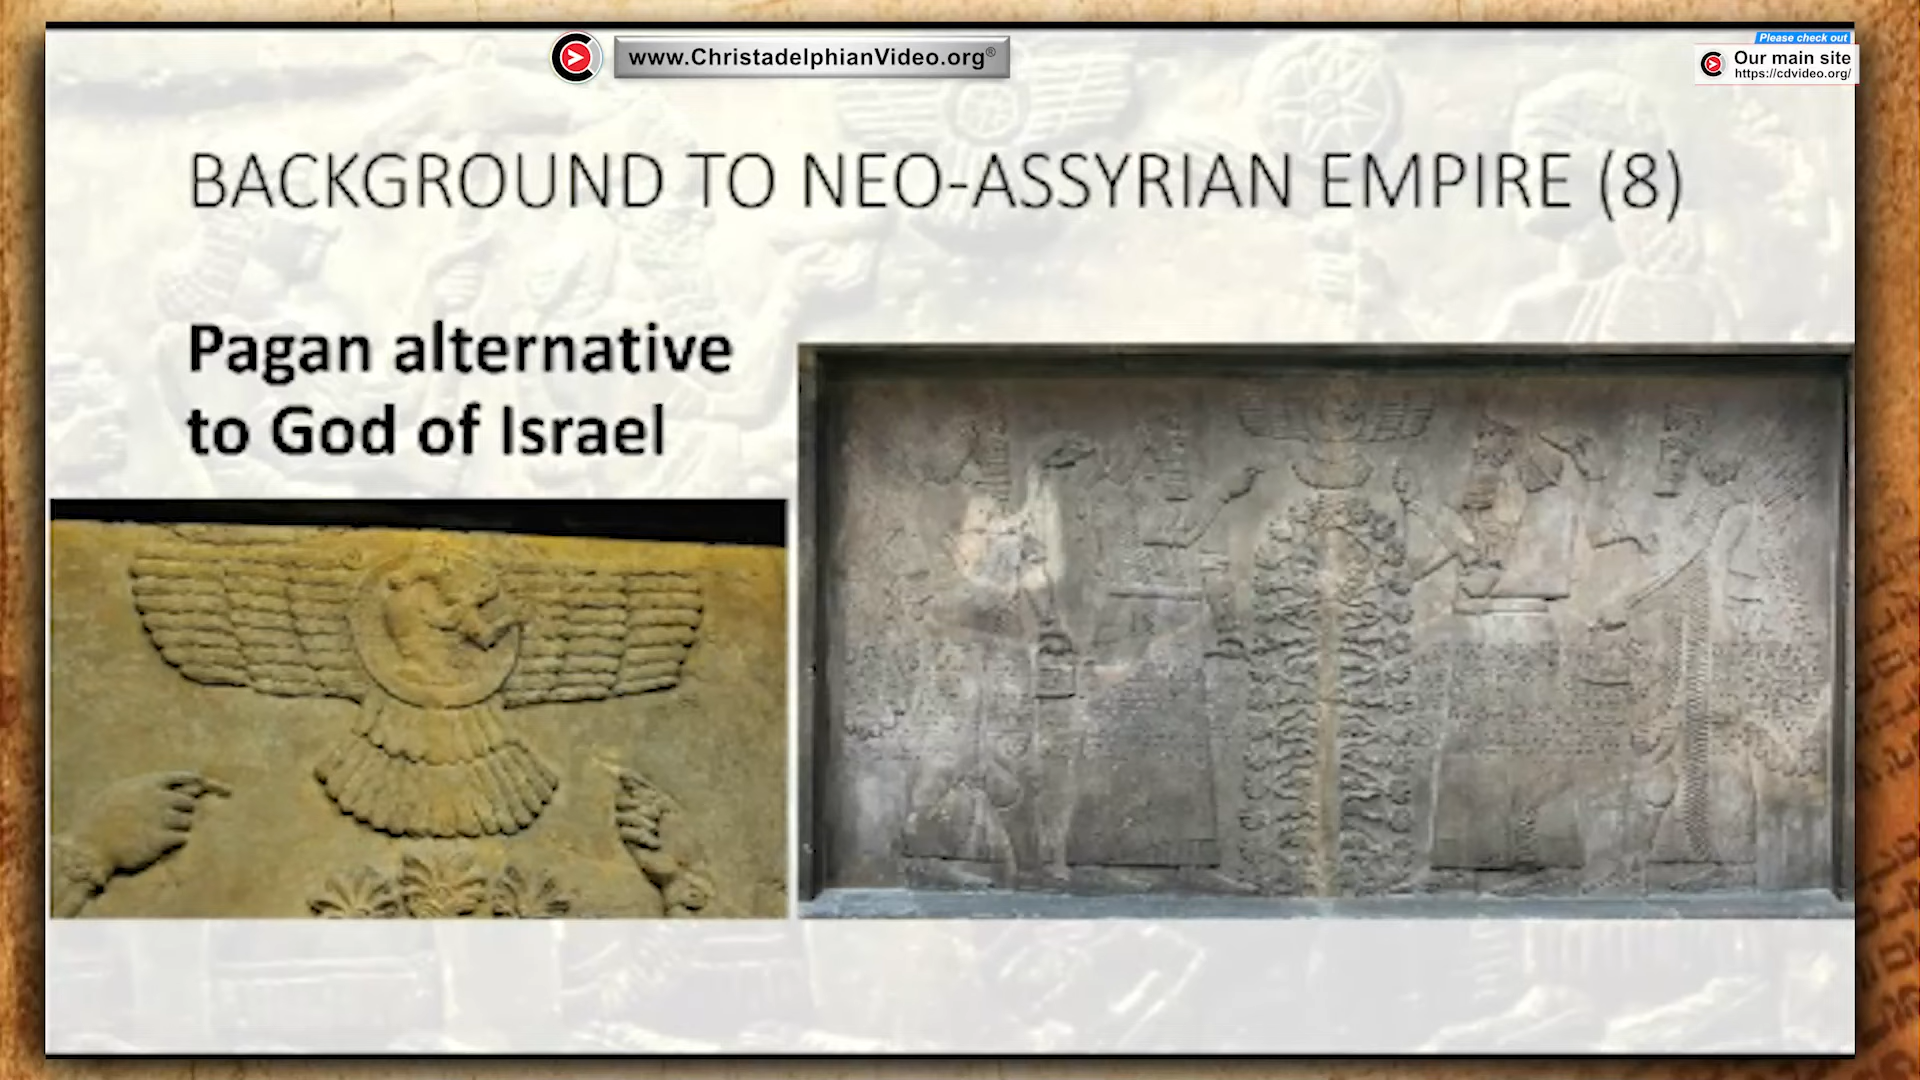 www.ChristadelphianVideo.org®
Please check out
Our main site
https://cdvideo.org/
BACKGROUND TO NEO-ASSYRIAN EMPIRE (8)
Pagan alternative
to God of Israel